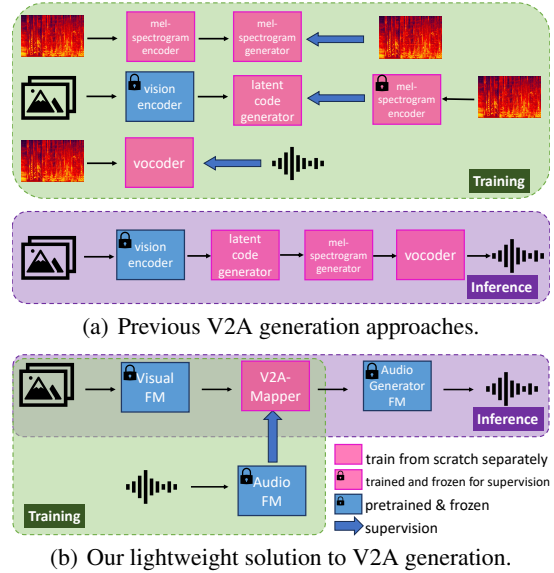 mel-
spectrogram
encoder
mel-
spectrogram
generator
vision
encoder
latent
code
generator
mel-
spectrogram
encoder
vocoder
Training
vision
encoder
latent
code
generator
mel-
spectrogram
generator
vocoder
Inference
(a) Previous V2A generation approaches.
Visual
FM
V2A-
Mapper
Audio
Generator
FM
Inference
Audio
FM
Training
train from scratch separately
trained and frozen for supervision
pretrained & frozen
supervision
(b) Our lightweight solution to V2A generation.